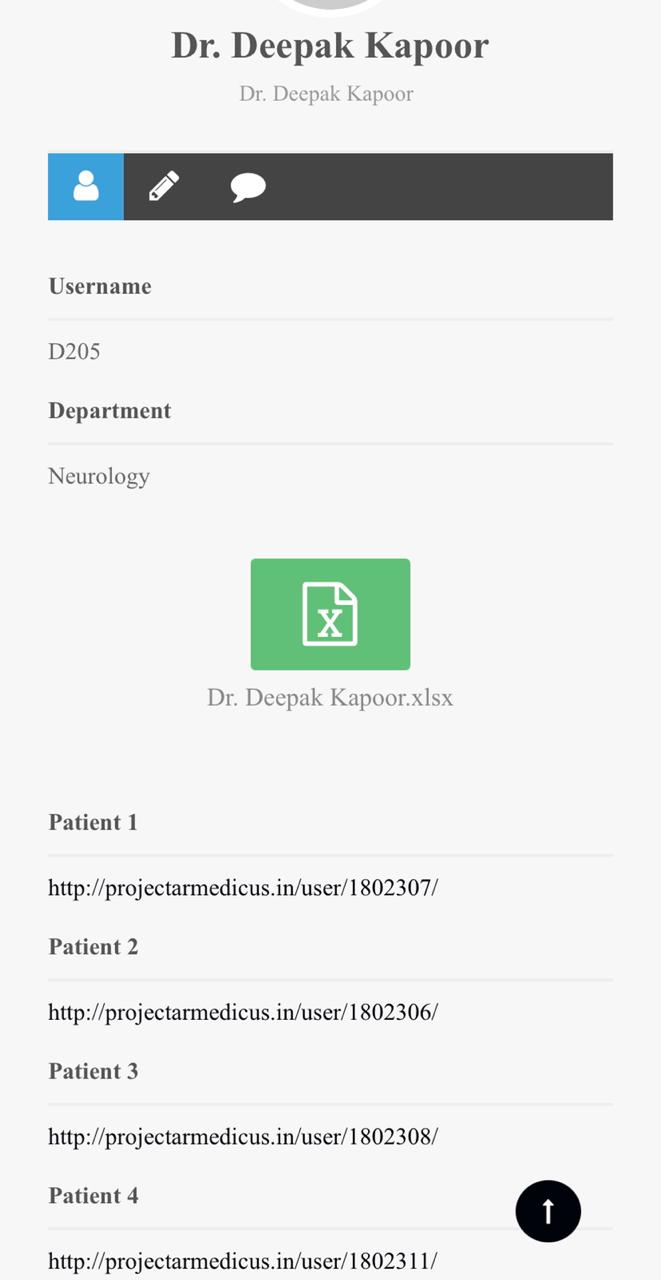 Dr. Deepak Kapoor
Dr. Deepak Kapoor
Username
D205
Department
Neurology
X
Dr. Deepak Kapoor.xlsx
Patient 1
http://projectarmedicus.in/user/1802307/
Patient 2
http://projectarmedicus.in/user/1802306/
Patient 3
http://projectarmedicus.in/user/1802308/
Patient 4
http://projectarmedicus.in/user/1802311/